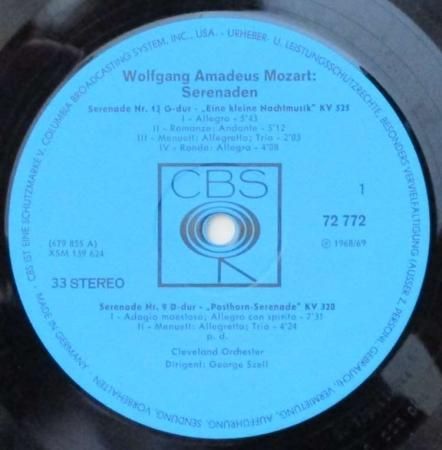 Wolfgang Amadeus Mozart:
Serenaden
Serenade Nr. 13 G-dur - „Eine kleine Nachtmusik" KV 525
I - Allegro - 5'43
II - Romanze: Andante - 5'12
III - Menuett: Allegretto; Trio - 2'03
IV - Rondo: Allegro - 4'08
CBS
1
72 772
℗ 1968/69
(679 855 A)
XSM 139 624
33 STEREO
Serenade Nr. 9 D-dur - „Posthorn-Serenade" KV 320
I - Adagio maestoso; Allegro con spirito - 7'31
II - Menuett: Allegretto; Trio - 4'24
p. d.
Cleveland Orchester
Dirigent: George Szell
MADE IN GERMANY. CBS IST EINE SCHUTZMARKE V. COLUMBIA BROADCASTING SYSTEM, INC., USA. - URHEBER- U. LEISTUNGSSCHUTZRECHTE, BESONDERS VERVIELFÄLTIGUNG (AUSSER Z. PERSÖNL. GEBRAUCH), VERMIETUNG, AUFFÜHRUNG, SENDUNG, VORBEHALTEN